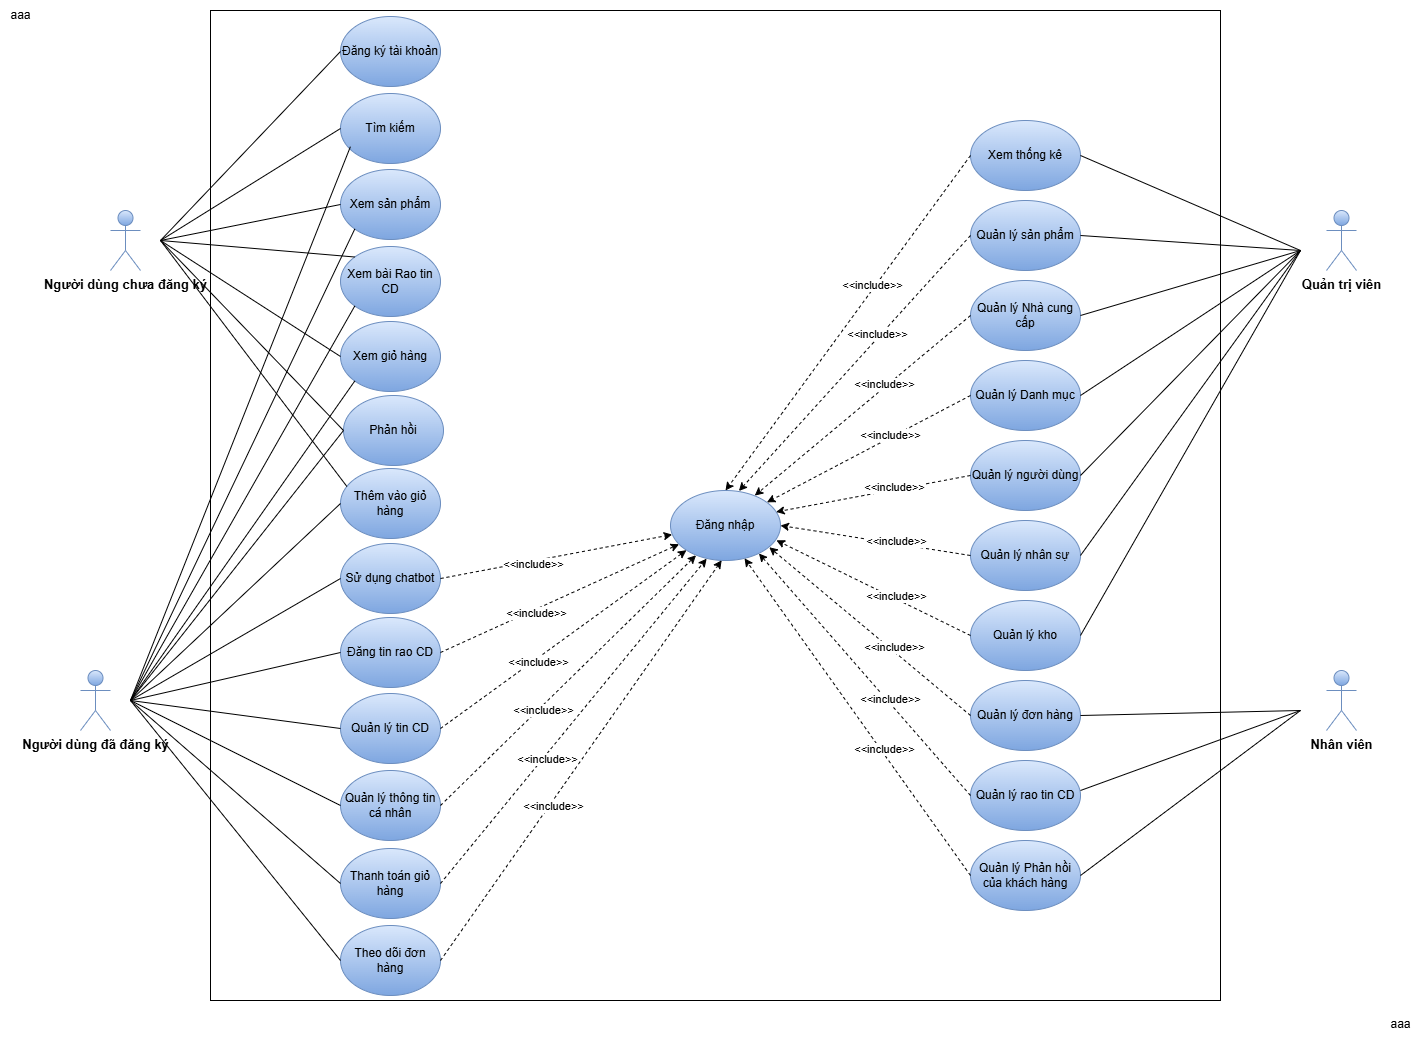 aaa
Đăng ký tài khoản
Tìm kiếm
Xem sản phẩm
Xem bài Rao tin
CD
Xem giỏ hàng
Phản hồi
Thêm vào giỏ
hàng
Sử dụng chatbot
Đăng tin rao CD
Quản lý tin CD
Quản lý thông tin
cá nhân
Thanh toán giỏ
hàng
Theo dõi đơn
hàng
Người dùng chưa đăng ký
Người dùng đã đăng ký
<<include>>
<<include>>
<<include>>
<<include>>
<<include>>
<<include>>
Đăng nhập
<<include>>
<<include>>
<<include>>
<<include>>
<<include>>
<<include>>
<<include>>
<<include>>
<<include>>
<<include>>
Xem thống kê
Quản lý sản phẩm
Quản lý Nhà cung
cấp
Quản lý Danh mục
Quản lý người dùng
Quản lý nhân sự
Quản lý kho
Quản lý đơn hàng
Quản lý rao tin CD
Quản lý Phản hồi
của khách hàng
Quản trị viên
Nhân viên
aaa